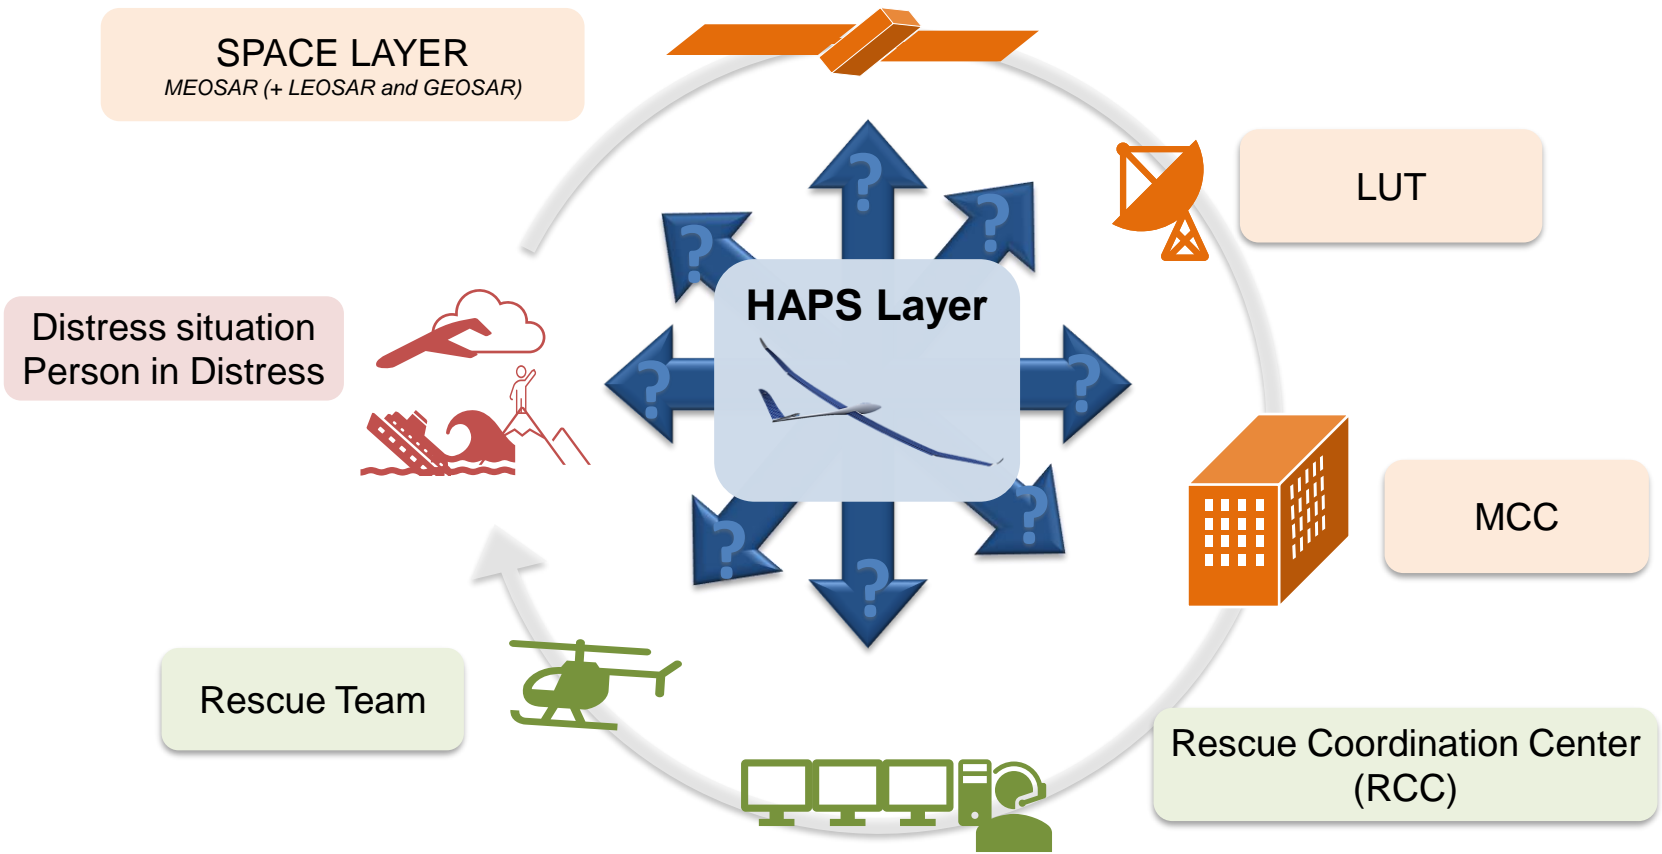 SPACE LAYER
MEOSAR (+ LEOSAR and GEOSAR)
LUT
?
?
?
HAPS Layer
Distress situation
Person in Distress
?
?
MCC
?
?
?
Rescue Team
Rescue Coordination Center
(RCC)